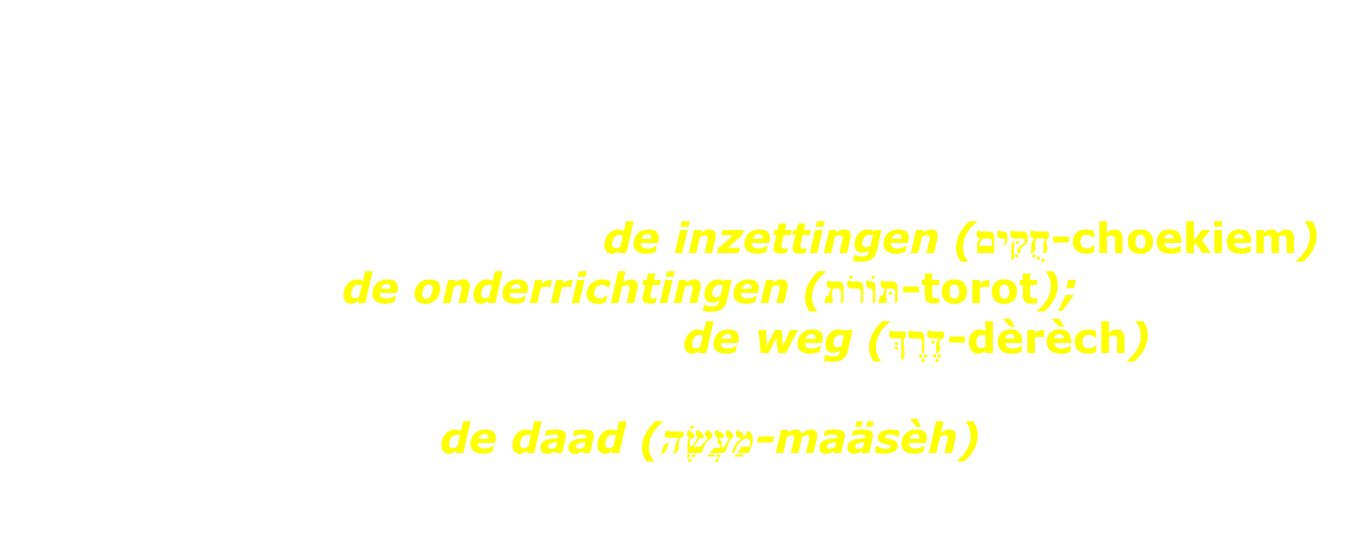 de inzettingen (חֻקִּים-choekiem)
de onderrichtingen (תּוֹרֹת-torot);
de weg (דֶּרֶךְ-dèrèch)
de daad (מַעֲשֶׂה-maäsèh)